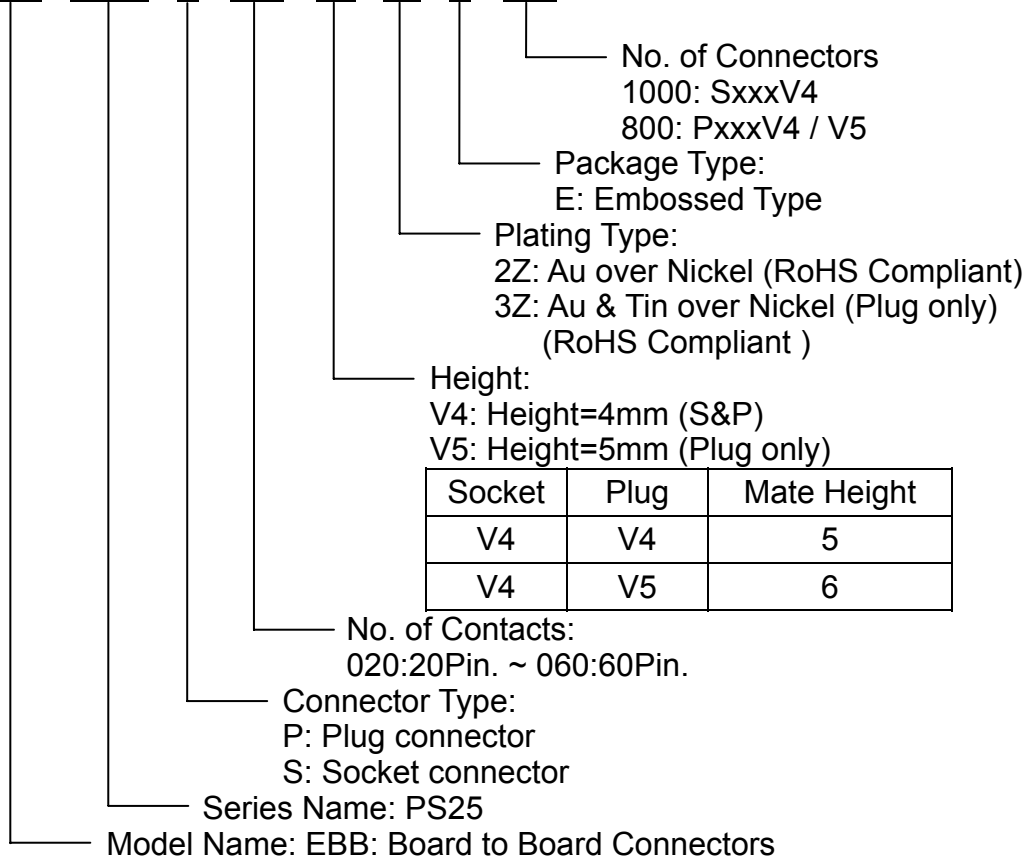 No. of Connectors
1000: SxxxV4
800: PxxxV4 / V5
Package Type:
E: Embossed Type
Plating Type:
2Z: Au over Nickel (RoHS Compliant)
3Z: Au & Tin over Nickel (Plug only)
(RoHS Compliant )
Height:
V4: Height=4mm (S&P)
V5: Height=5mm (Plug only)
Socket Plug Mate Height
V4 V4 5
V4 V5 6
No. of Contacts:
020:20Pin. ~ 060:60Pin.
Connector Type:
P: Plug connector
S: Socket connector
Series Name: PS25
Model Name: EBB: Board to Board Connectors